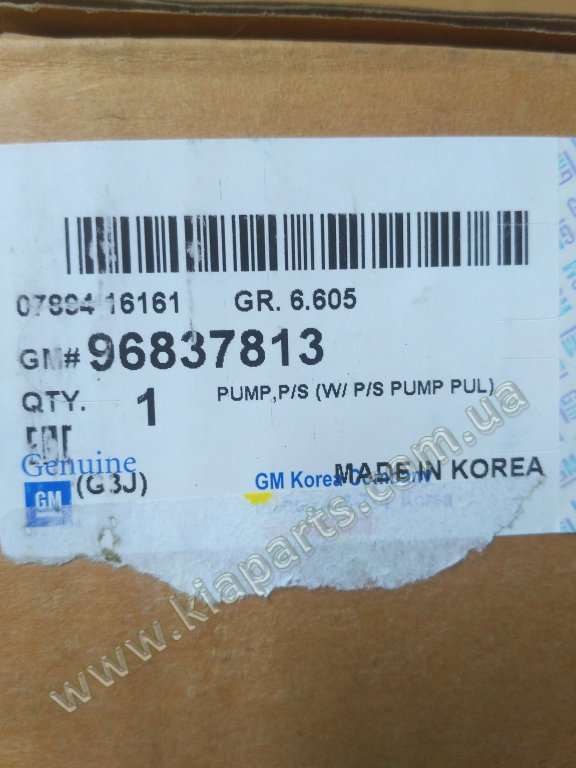 07894 16161 GR. 6.605
GM# 96837813
QTY. 1 PUMP,P/S (W/ P/S PUMP PUL)
Genuine
GM (G3J) GM Korea Company MADE IN KOREA
www.kiaparts.com.ua